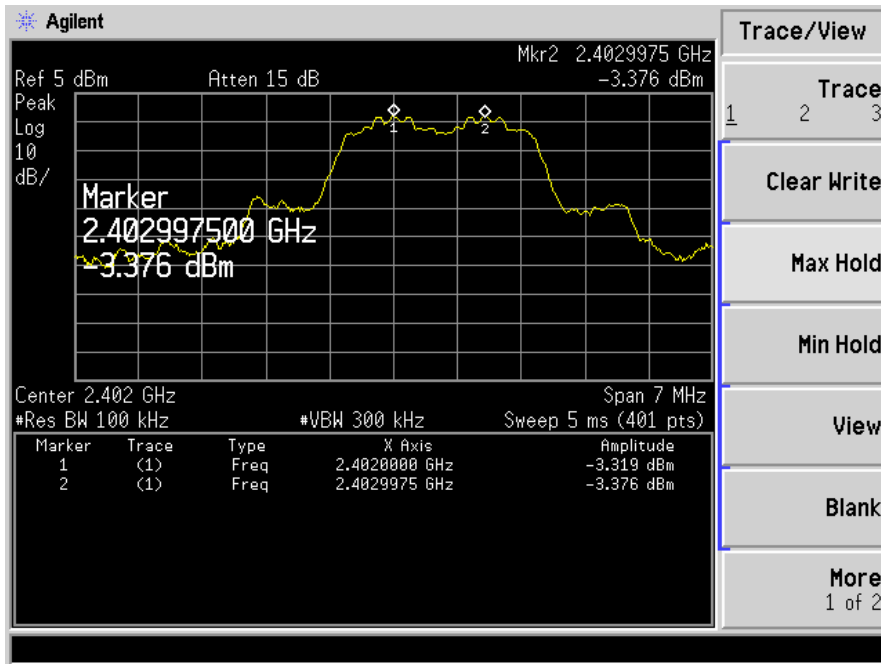 Agilent
Mkr2 2.4029975 GHz
Ref 5 dBm Atten 15 dB -3.376 dBm
Peak
Log
10
dB/
1
2
Marker
2.402997500 GHz
-3.376 dBm
Center 2.402 GHz Span 7 MHz
#Res BW 100 kHz #VBW 300 kHz Sweep 5 ms (401 pts)
Marker Trace Type X Axis Amplitude
1 (1) Freq 2.4020000 GHz -3.319 dBm
2 (1) Freq 2.4029975 GHz -3.376 dBm
Trace/View
Trace
1 2 3
Clear Write
Max Hold
Min Hold
View
Blank
More
1 of 2